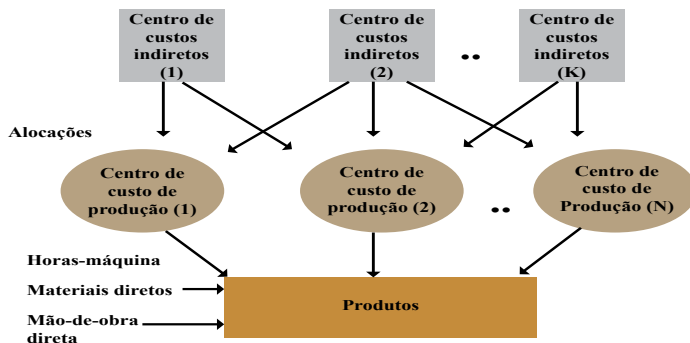 Centro de
custos
indiretos
(1)
Centro de
custos
indiretos
(2)
..
Centro de
custos
indiretos
(K)
Alocações
Centro de
custo de
produção (1)
Centro de
custo de
produção (2)
..
Centro de
custo de
Produção (N)
Horas-máquina
Materiais diretos
Mão-de-obra
direta
Produtos